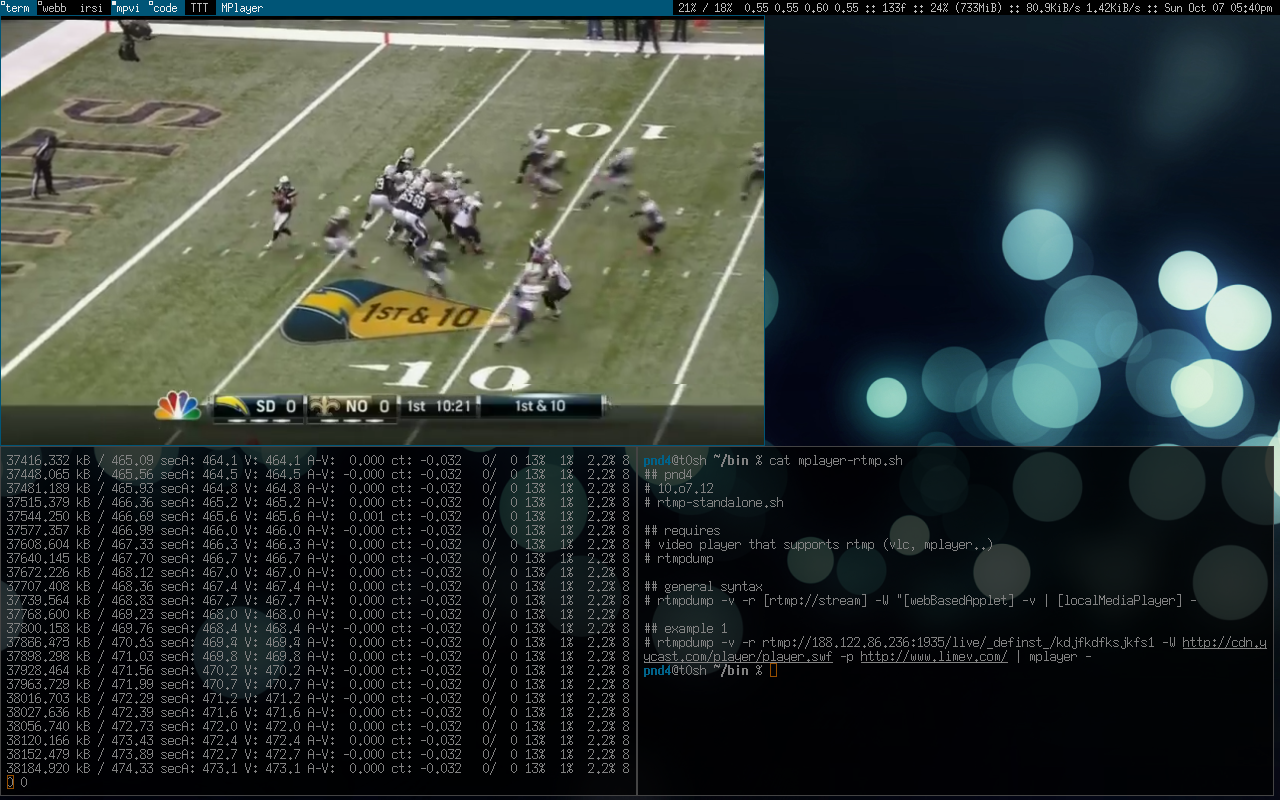 term webb irsi mpvi code TTT MPlayer 21% / 18% 0.55 0.55 0.60 0.55 :: 133f :: 24% (733MiB) :: 80.9KiB/s 1.42KiB/s :: Sun Oct 07 05:40pm
10
1ST & 10
10
SD 0 NO 0 1st 10:21 1st & 10
37416.332 kB / 465.09 secA: 464.1 V: 464.1 A-V: 0.000 ct: -0.032 0/ 0 13% 1% 2.2% 8
37448.065 kB / 465.56 secA: 464.5 V: 464.5 A-V: -0.001 ct: -0.032 0/ 0 13% 1% 2.2% 8
37481.189 kB / 465.93 secA: 464.8 V: 464.8 A-V: 0.000 ct: -0.032 0/ 0 13% 1% 2.2% 8
37515.379 kB / 466.36 secA: 465.2 V: 465.2 A-V: 0.000 ct: -0.032 0/ 0 13% 1% 2.2% 8
37544.250 kB / 466.69 secA: 465.6 V: 465.6 A-V: 0.001 ct: -0.032 0/ 0 13% 1% 2.2% 8
37577.357 kB / 466.99 secA: 466.0 V: 466.0 A-V: -0.001 ct: -0.032 0/ 0 13% 1% 2.2% 8
37608.604 kB / 467.33 secA: 466.3 V: 466.3 A-V: 0.000 ct: -0.032 0/ 0 13% 1% 2.2% 8
37640.145 kB / 467.70 secA: 466.7 V: 466.7 A-V: 0.000 ct: -0.032 0/ 0 13% 1% 2.2% 8
37672.226 kB / 468.12 secA: 467.0 V: 467.0 A-V: 0.000 ct: -0.032 0/ 0 13% 1% 2.2% 8
37707.408 kB / 468.36 secA: 467.4 V: 467.4 A-V: 0.000 ct: -0.032 0/ 0 13% 1% 2.2% 8
37739.564 kB / 468.83 secA: 467.7 V: 467.7 A-V: 0.000 ct: -0.032 0/ 0 13% 1% 2.2% 8
37768.690 kB / 469.23 secA: 468.0 V: 468.0 A-V: 0.000 ct: -0.032 0/ 0 13% 1% 2.2% 8
37800.158 kB / 469.76 secA: 468.4 V: 468.4 A-V: -0.000 ct: -0.032 0/ 0 13% 1% 2.2% 8
37866.473 kB / 470.55 secA: 469.4 V: 469.4 A-V: 0.000 ct: -0.032 0/ 0 13% 1% 2.2% 8
37898.298 kB / 471.03 secA: 469.8 V: 469.8 A-V: 0.000 ct: -0.032 0/ 0 13% 1% 2.2% 8
37928.464 kB / 471.56 secA: 470.2 V: 470.2 A-V: -0.000 ct: -0.032 0/ 0 13% 1% 2.2% 8
37963.729 kB / 471.99 secA: 470.7 V: 470.7 A-V: 0.000 ct: -0.032 0/ 0 13% 1% 2.2% 8
38016.703 kB / 472.29 secA: 471.2 V: 471.2 A-V: -0.000 ct: -0.032 0/ 0 13% 1% 2.2% 8
38027.636 kB / 472.39 secA: 471.6 V: 471.6 A-V: 0.000 ct: -0.032 0/ 0 13% 1% 2.2% 8
38056.740 kB / 472.73 secA: 472.0 V: 472.0 A-V: 0.000 ct: -0.032 0/ 0 13% 1% 2.2% 8
38120.166 kB / 473.43 secA: 472.4 V: 472.4 A-V: 0.000 ct: -0.032 0/ 0 13% 1% 2.2% 8
38152.479 kB / 473.89 secA: 472.7 V: 472.7 A-V: -0.000 ct: -0.032 0/ 0 13% 1% 2.2% 8
38184.920 kB / 474.33 secA: 473.1 V: 473.1 A-V: 0.000 ct: -0.032 0/ 0 13% 1% 2.2% 8
0 0
pnd4@t0sh ~/bin % cat mplayer-rtmp.sh
## pnd4
# 10.o7.12
# rtmp-standalone.sh
## requires
# video player that supports rtmp (vlc, mplayer..)
# rtmpdump
## general syntax
# rtmpdump -v -r [rtmp://stream] -W "[webBasedApplet] -v | [localMediaPlayer] -
## example 1
# rtmpdump -v -r rtmp://188.122.86.236:1935/live/_definst_/kdjfkdfksjkfs1 -W http://cdn.y
ycast.com/player/player.swf -p http://www.limev.com/ | mplayer -
pnd4@t0sh ~/bin %